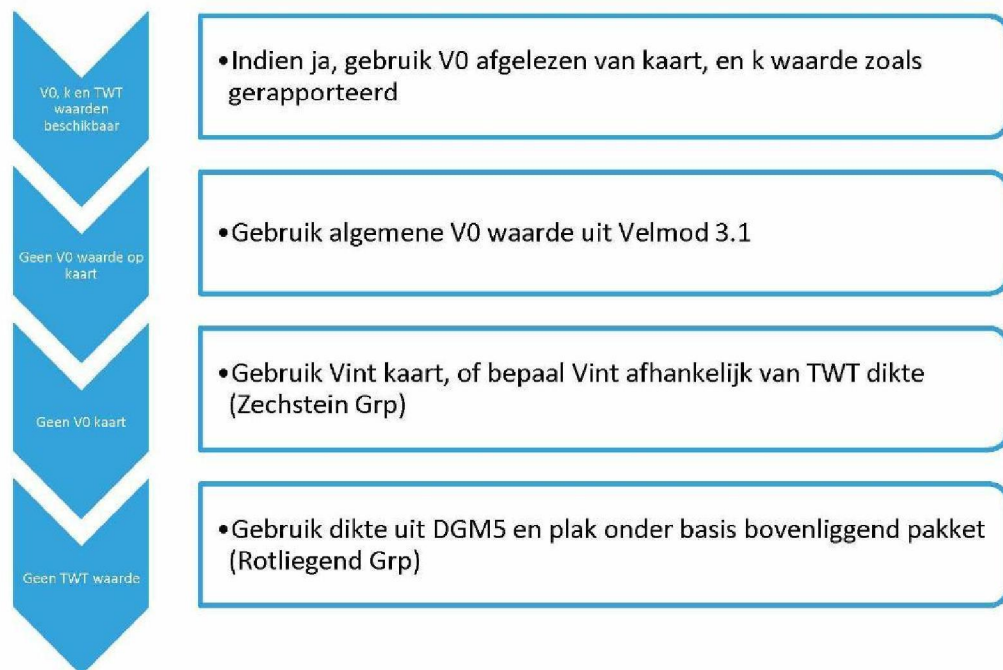 V0, k en TWT
waarden
beschikbaar
•Indien ja, gebruik V0 afgelezen van kaart, en k waarde zoals
gerapporteerd
Geen V0 waarde op
kaart
•Gebruik algemene V0 waarde uit Velmod 3.1
Geen V0 kaart
•Gebruik Vint kaart, of bepaal Vint afhankelijk van TWT dikte
(Zechstein Grp)
Geen TWT waarde
•Gebruik dikte uit DGM5 en plak onder basis bovenliggend pakket
(Rotliegend Grp)